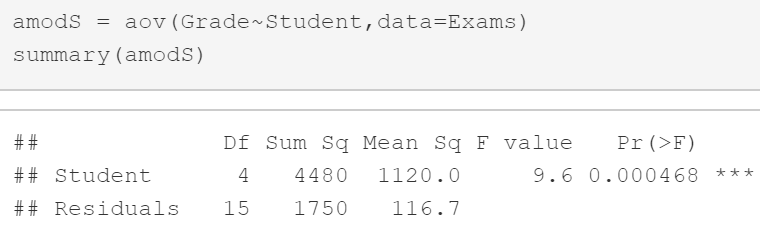 amodS = aov(Grade~Student,data=Exams)
summary(amodS)
##             Df Sum Sq Mean Sq F value   Pr(>F)
## Student      4   4480  1120.0     9.6 0.000468 ***
## Residuals   15   1750   116.7